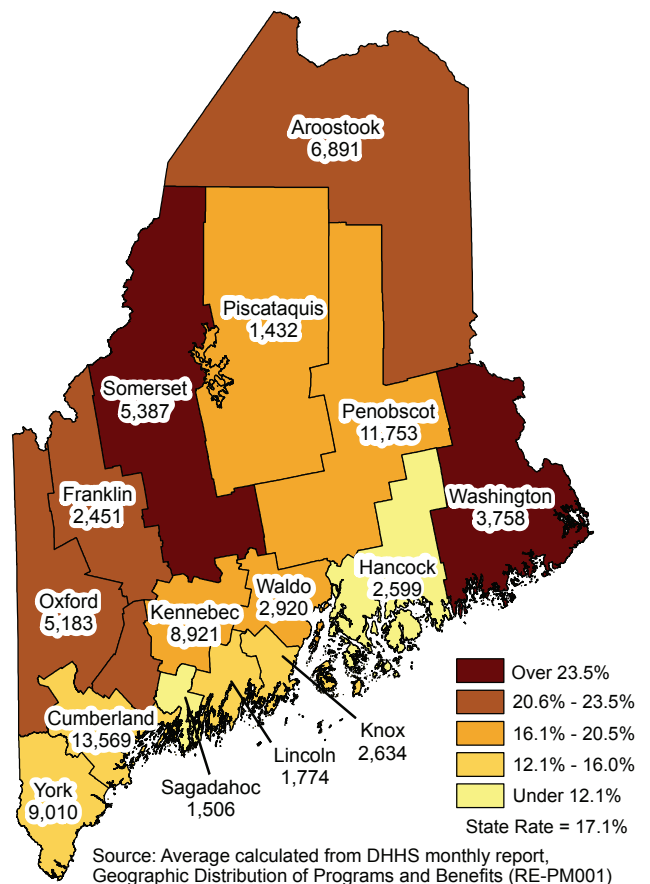 Aroostook
6,891
Piscataquis
1,432
Somerset
5,387
Penobscot
11,753
Franklin
2,451
Washington
3,758
Hancock
2,599
Waldo
2,920
Oxford
5,183
Kennebec
8,921
Cumberland
13,569
Knox
2,634
Lincoln
1,774
Sagadahoc
1,506
York
9,010
Over 23.5%
20.6% - 23.5%
16.1% - 20.5%
12.1% - 16.0%
Under 12.1%
State Rate = 17.1%
Source: Average calculated from DHHS monthly report,
Geographic Distribution of Programs and Benefits (RE-PM001)